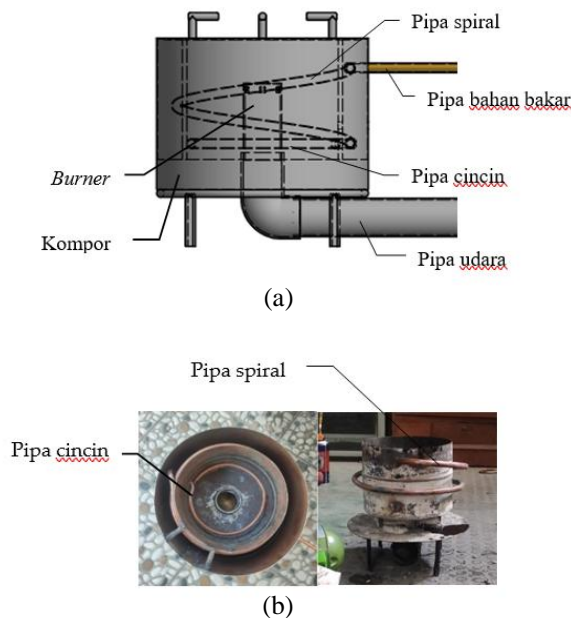 Pipa spiral
Pipa bahan bakar
Burner
Pipa cincin
Kompor
Pipa udara
(a)
Pipa spiral
Pipa cincin
(b)